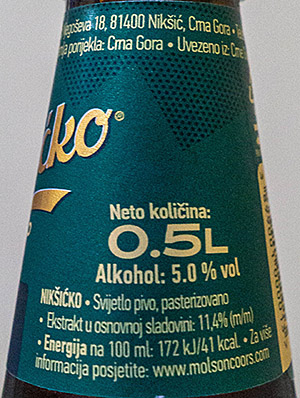 Njegoševa 18, 81400 Nikšić, Crna Gora •
porijekla: Crna Gora • Uvezeno iz: Crne
ćko®
Neto količina:
0.5L
Alkohol: 5.0 % vol
NIKŠIĆKO • Svijetlo pivo, pasterizovano
• Ekstrakt u osnovnoj sladovini: 11,4% (m/m)
• Energija na 100 ml: 172 kJ/41 kcal. • Za više
informacija posjetite: www.molsoncoors.com